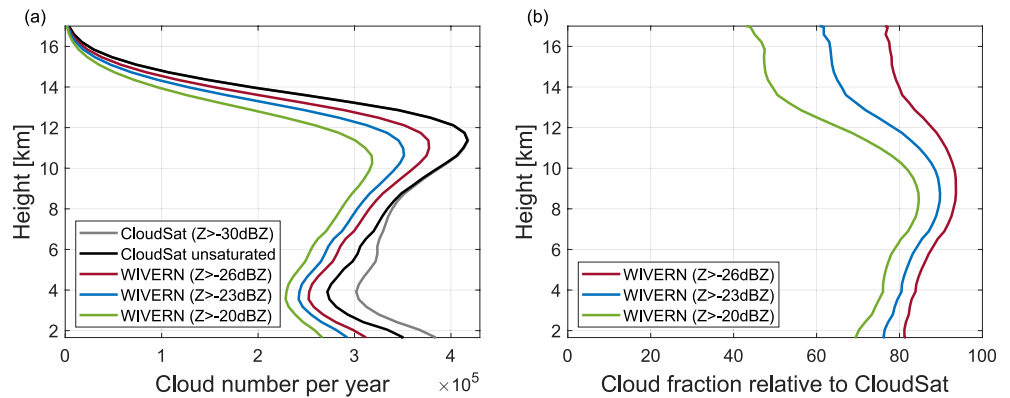 (a)
16
14
12
10
8
6
4
2
Height [km]
CloudSat (Z>-30dBZ)
CloudSat unsaturated
WIVERN (Z>-26dBZ)
WIVERN (Z>-23dBZ)
WIVERN (Z>-20dBZ)
0 1 2 3 4
×10⁵
Cloud number per year
(b)
16
14
12
10
8
6
4
2
Height [km]
WIVERN (Z>-26dBZ)
WIVERN (Z>-23dBZ)
WIVERN (Z>-20dBZ)
0 20 40 60 80 100
Cloud fraction relative to CloudSat